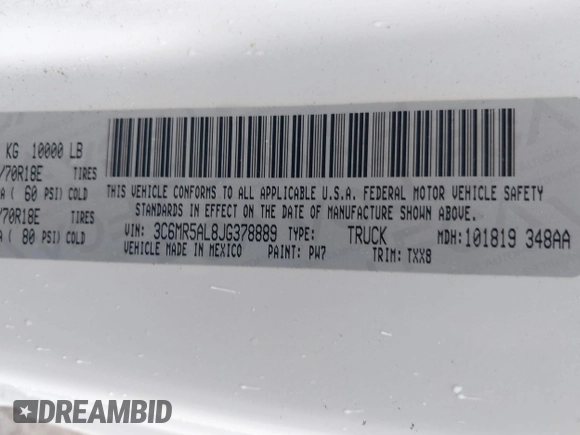 KG 10000 LB
/70R18E TIRES
A ( 60 PSI) COLD
/70R18E TIRES
A ( 80 PSI) COLD
THIS VEHICLE CONFORMS TO ALL APPLICABLE U.S.A. FEDERAL MOTOR VEHICLE SAFETY
STANDARDS IN EFFECT ON THE DATE OF MANUFACTURE SHOWN ABOVE.
VIN: 3C6MR5AL8JG378889 TYPE: TRUCK MDH: 101819 348AA
VEHICLE MADE IN MEXICO PAINT: PW7 TRIM: TXX8
DREAMBID